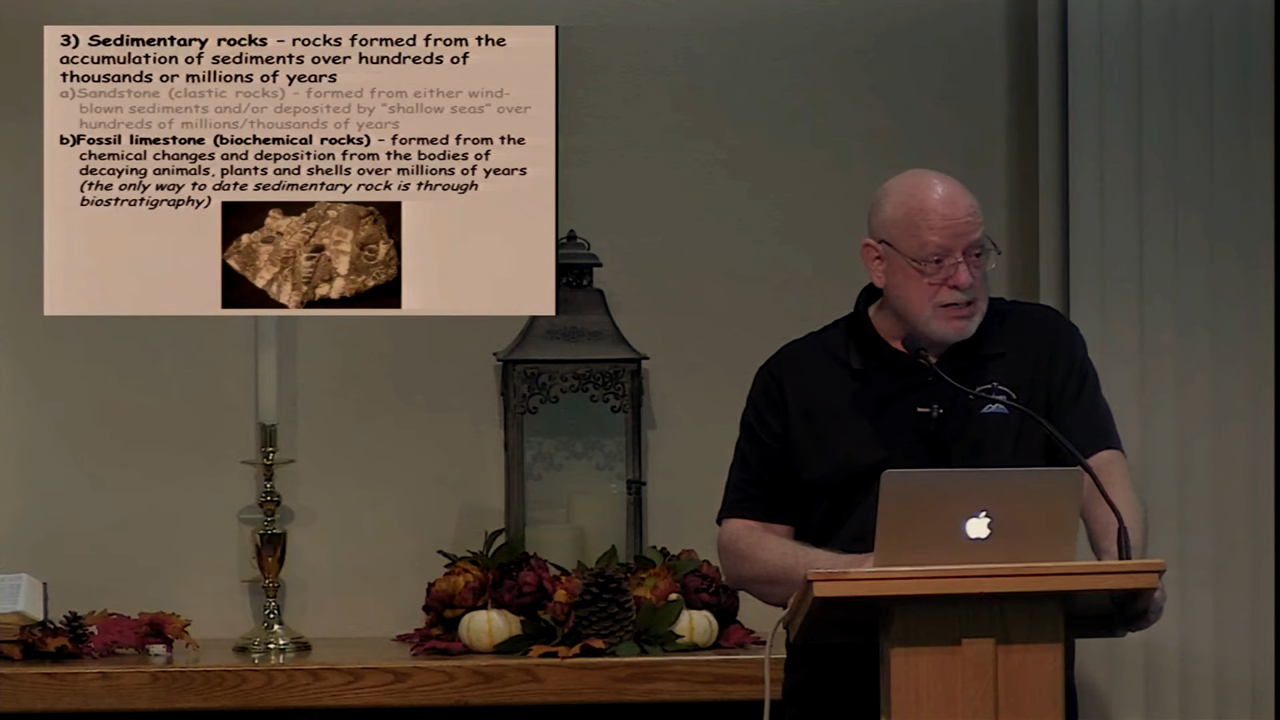 3) Sedimentary rocks – rocks formed from the
accumulation of sediments over hundreds of
thousands or millions of years
a)Sandstone (clastic rocks) – formed from either wind-
blown sediments and/or deposited by "shallow seas" over
hundreds of millions/thousands of years
b)Fossil limestone (biochemical rocks) – formed from the
chemical changes and deposition from the bodies of
decaying animals, plants and shells over millions of years
(the only way to date sedimentary rock is through
biostratigraphy)